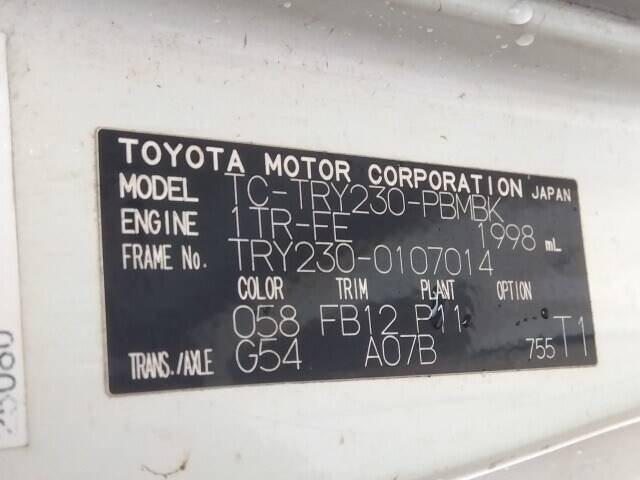 TOYOTA MOTOR CORPORATION JAPAN
MODEL TC-TRY230-PBMBK
ENGINE 1TR-FE 1998 mL
FRAME No. TRY230-0107014
COLOR TRIM PLANT OPTION
058 FB12 P11
TRANS./AXLE G54 A07B 755 T1